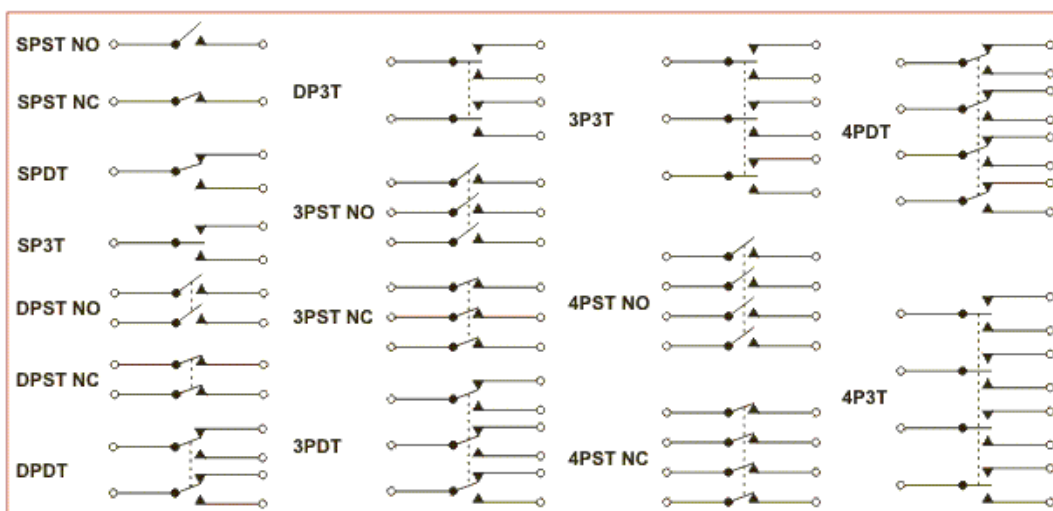 SPST NO
SPST NC
SPDT
SP3T
DPST NO
DPST NC
DPDT
DP3T
3PST NO
3PST NC
3PDT
3P3T
4PST NO
4PST NC
4PDT
4P3T